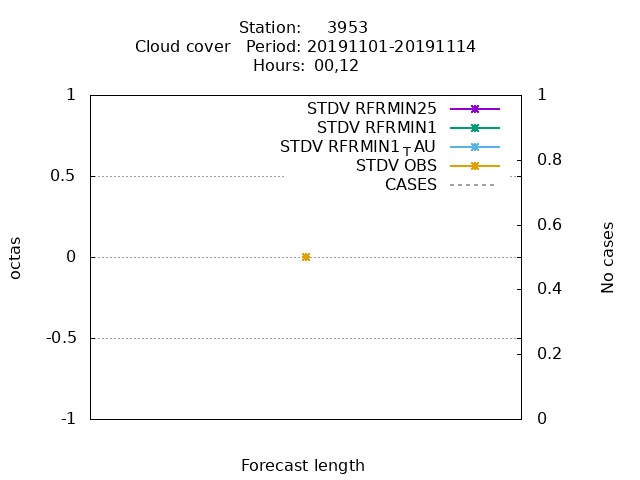 Station: 3953
Cloud cover Period: 20191101-20191114
Hours: 00,12
1
0.5
0
-0.5
-1
octas
STDV RFRMIN25
STDV RFRMIN1
STDV RFRMIN1TAU
STDV OBS
CASES
1
0.8
0.6
0.4
0.2
0
No cases
Forecast length